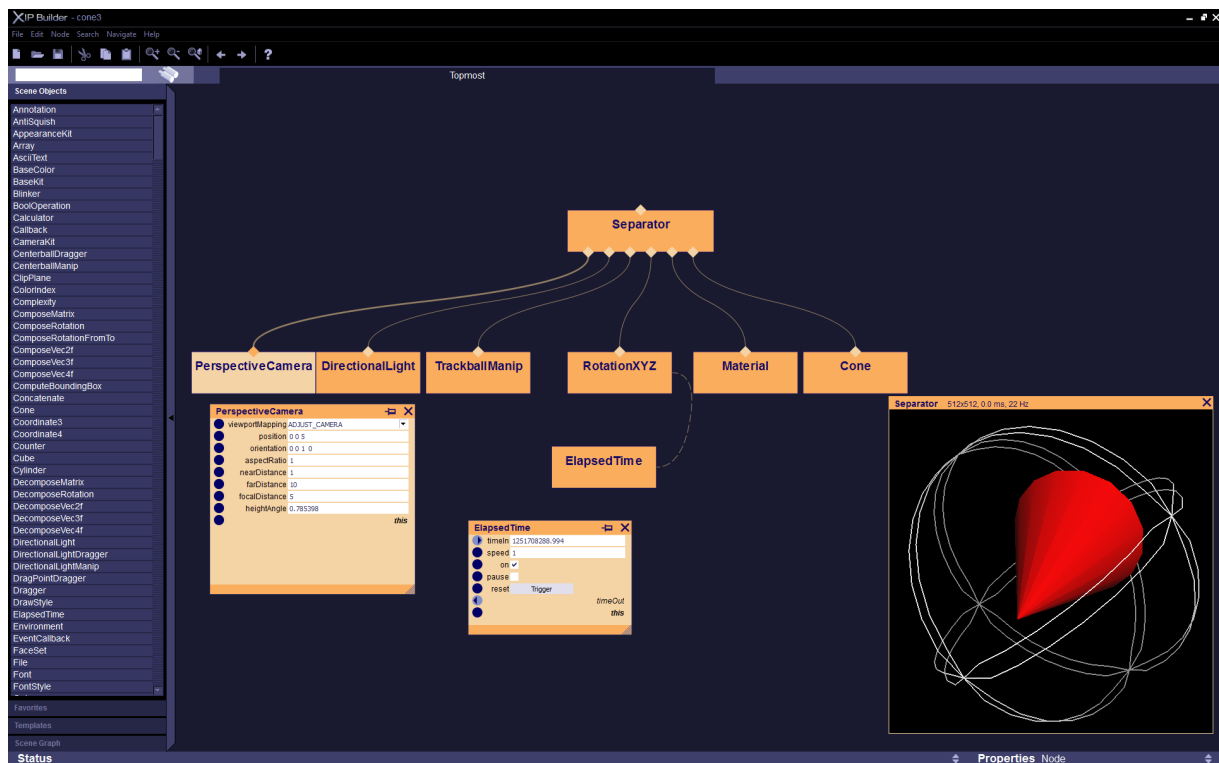 XIP Builder - cone3
File Edit Node Search Navigate Help
?
Topmost
Scene Objects
Annotation
AntiSquish
AppearanceKit
Array
AsciiText
BaseColor
BaseKit
Blinker
BoolOperation
Calculator
Callback
CameraKit
CenterballDragger
CenterballManip
ClipPlane
ColorIndex
Complexity
ComposeMatrix
ComposeRotation
ComposeRotationFromTo
ComposeVec2f
ComposeVec3f
ComposeVec4f
ComputeBoundingBox
Concatenate
Cone
Coordinate3
Coordinate4
Counter
Cube
Cylinder
DecomposeMatrix
DecomposeRotation
DecomposeVec2f
DecomposeVec3f
DecomposeVec4f
DirectionalLight
DirectionalLightDragger
DirectionalLightManip
DragPointDragger
Dragger
DrawStyle
ElapsedTime
Environment
EventCallback
FaceSet
File
Font
FontStyle
Favorites
Templates
Scene Graph
Separator
PerspectiveCamera DirectionalLight TrackballManip RotationXYZ Material Cone
ElapsedTime
PerspectiveCamera
viewportMapping ADJUST_CAMERA
position 0 0 5
orientation 0 0 1 0
aspectRatio 1
nearDistance 1
farDistance 10
focalDistance 5
heightAngle 0.785398
this
ElapsedTime
timeIn 1251708288.994
speed 1
on
pause
reset Trigger
timeOut
this
Separator 512x512, 0.0 ms, 22 Hz
Status
Properties Node